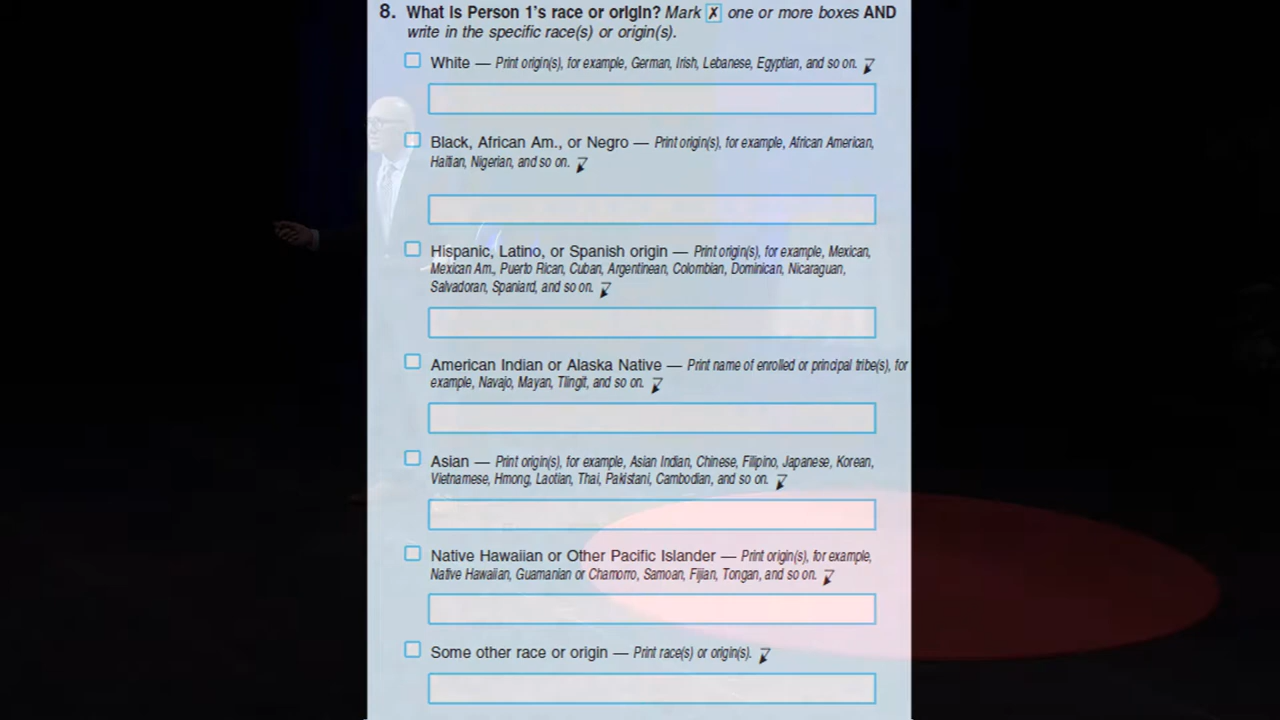 8. What is Person 1's race or origin? Mark X one or more boxes AND
write in the specific race(s) or origin(s).
White — Print origin(s), for example, German, Irish, Lebanese, Egyptian, and so on.
Black, African Am., or Negro — Print origin(s), for example, African American,
Haitian, Nigerian, and so on.
Hispanic, Latino, or Spanish origin — Print origin(s), for example, Mexican,
Mexican Am., Puerto Rican, Cuban, Argentinean, Colombian, Dominican, Nicaraguan,
Salvadoran, Spaniard, and so on.
American Indian or Alaska Native — Print name of enrolled or principal tribe(s), for
example, Navajo, Mayan, Tlingit, and so on.
Asian — Print origin(s), for example, Asian Indian, Chinese, Filipino, Japanese, Korean,
Vietnamese, Hmong, Laotian, Thai, Pakistani, Cambodian, and so on.
Native Hawaiian or Other Pacific Islander — Print origin(s), for example,
Native Hawaiian, Guamanian or Chamorro, Samoan, Fijian, Tongan, and so on.
Some other race or origin — Print race(s) or origin(s).